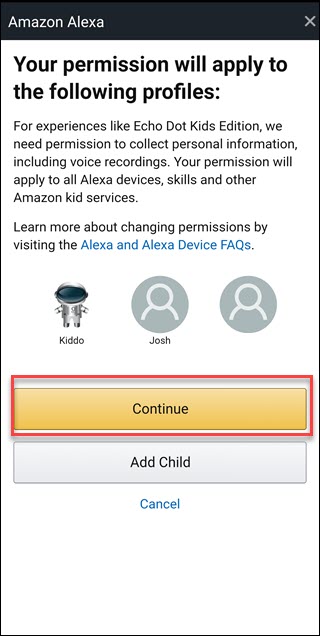 Amazon Alexa
Your permission will apply to
the following profiles:
For experiences like Echo Dot Kids Edition, we
need permission to collect personal information,
including voice recordings. Your permission will
apply to all Alexa devices, skills and other
Amazon kid services.
Learn more about changing permissions by
visiting the Alexa and Alexa Device FAQs.
Kiddo
Josh
Continue
Add Child
Cancel